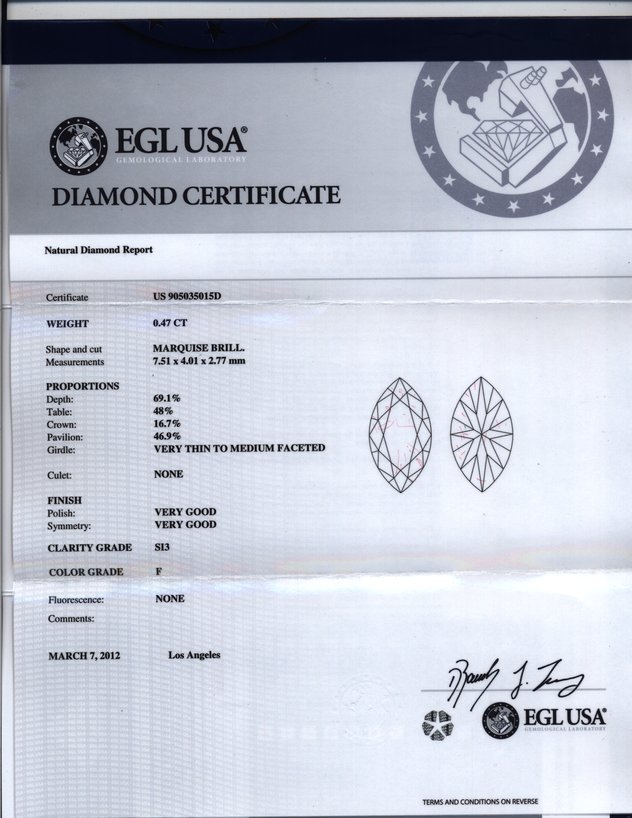 EGL USA®
GEMOLOGICAL LABORATORY
DIAMOND CERTIFICATE
Natural Diamond Report
Certificate US 905035015D
WEIGHT 0.47 CT
Shape and cut MARQUISE BRILL.
Measurements 7.51 x 4.01 x 2.77 mm
PROPORTIONS
Depth: 69.1%
Table: 48%
Crown: 16.7%
Pavilion: 46.9%
Girdle: VERY THIN TO MEDIUM FACETED
Culet: NONE
FINISH
Polish: VERY GOOD
Symmetry: VERY GOOD
CLARITY GRADE SI3
COLOR GRADE F
Fluorescence: NONE
Comments:
MARCH 7, 2012 Los Angeles
EGL USA®
GEMOLOGICAL LABORATORY
TERMS AND CONDITIONS ON REVERSE